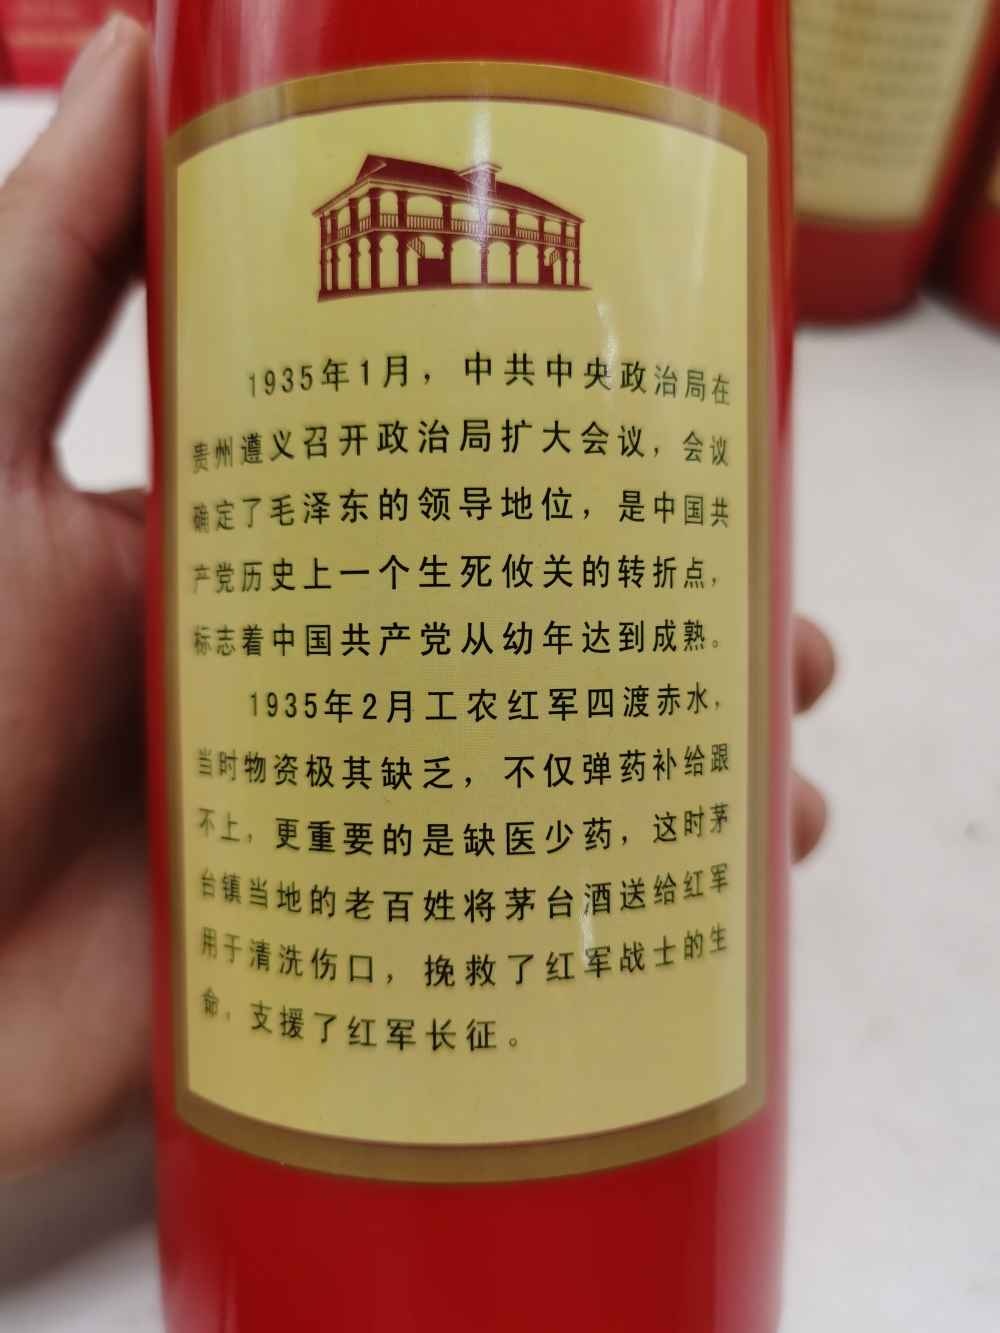 1935年1月，中共中央政治局在
贵州遵义召开政治局扩大会议，会议
确定了毛泽东的领导地位，是中国共
产党历史上一个生死攸关的转折点，
标志着中国共产党从幼年达到成熟。
1935年2月工农红军四渡赤水，
当时物资极其缺乏，不仅弹药补给跟
不上，更重要的是缺医少药，这时茅
台镇当地的老百姓将茅台酒送给红军
用于清洗伤口，挽救了红军战士的生
命，支援了红军长征。